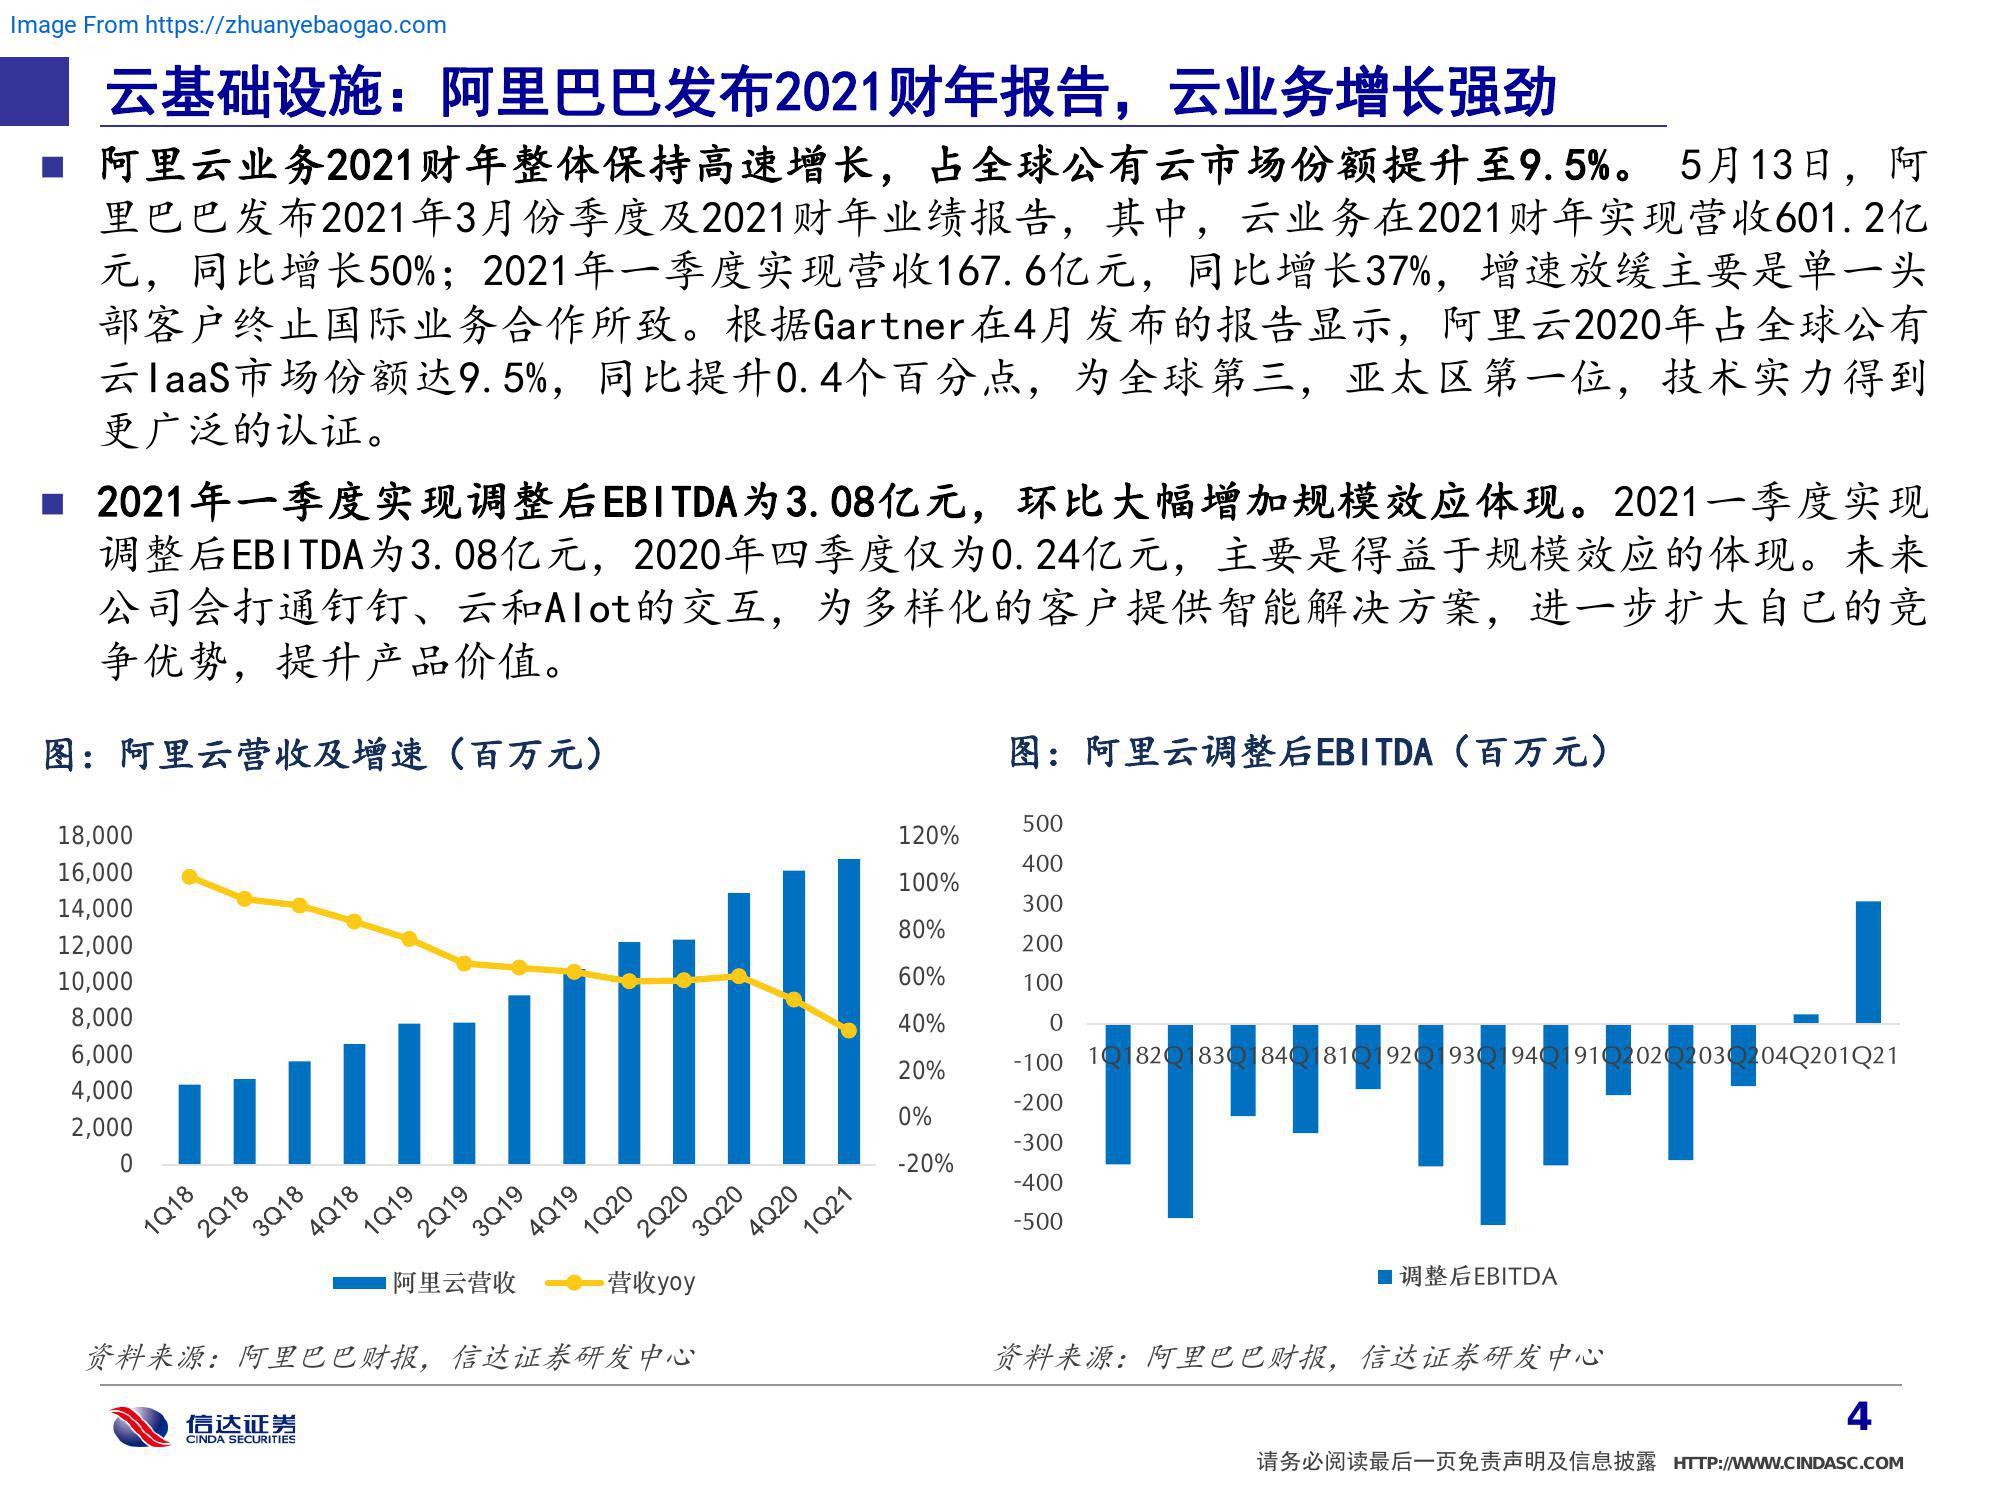 Image From https://zhuanyebaogao.com
云基础设施：阿里巴巴发布2021财年报告，云业务增长强劲
阿里云业务2021财年整体保持高速增长，占全球公有云市场份额提升至9.5%。 5月13日，阿
里巴巴发布2021年3月份季度及2021财年业绩报告，其中，云业务在2021财年实现营收601.2亿
元，同比增长50%；2021年一季度实现营收167.6亿元，同比增长37%，增速放缓主要是单一头
部客户终止国际业务合作所致。根据Gartner在4月发布的报告显示，阿里云2020年占全球公有
云IaaS市场份额达9.5%，同比提升0.4个百分点，为全球第三，亚太区第一位，技术实力得到
更广泛的认证。
2021年一季度实现调整后EBITDA为3.08亿元，环比大幅增加规模效应体现。2021一季度实现
调整后EBITDA为3.08亿元，2020年四季度仅为0.24亿元，主要是得益于规模效应的体现。未来
公司会打通钉钉、云和AIot的交互，为多样化的客户提供智能解决方案，进一步扩大自己的竞
争优势，提升产品价值。
图：阿里云营收及增速（百万元）
18,000
16,000
14,000
12,000
10,000
8,000
6,000
4,000
2,000
0
120%
100%
80%
60%
40%
20%
0%
-20%
1Q18 2Q18 3Q18 4Q18 1Q19 2Q19 3Q19 4Q19 1Q20 2Q20 3Q20 4Q20 1Q21
阿里云营收 营收yoy
资料来源：阿里巴巴财报，信达证券研发中心
图：阿里云调整后EBITDA（百万元）
500
400
300
200
100
0
-100
-200
-300
-400
-500
1Q18 2Q18 3Q18 4Q18 1Q19 2Q19 3Q19 4Q19 1Q20 2Q20 3Q20 4Q20 1Q21
调整后EBITDA
资料来源：阿里巴巴财报，信达证券研发中心
信达证券
CINDA SECURITIES
4
请务必阅读最后一页免责声明及信息披露 HTTP://WWW.CINDASC.COM